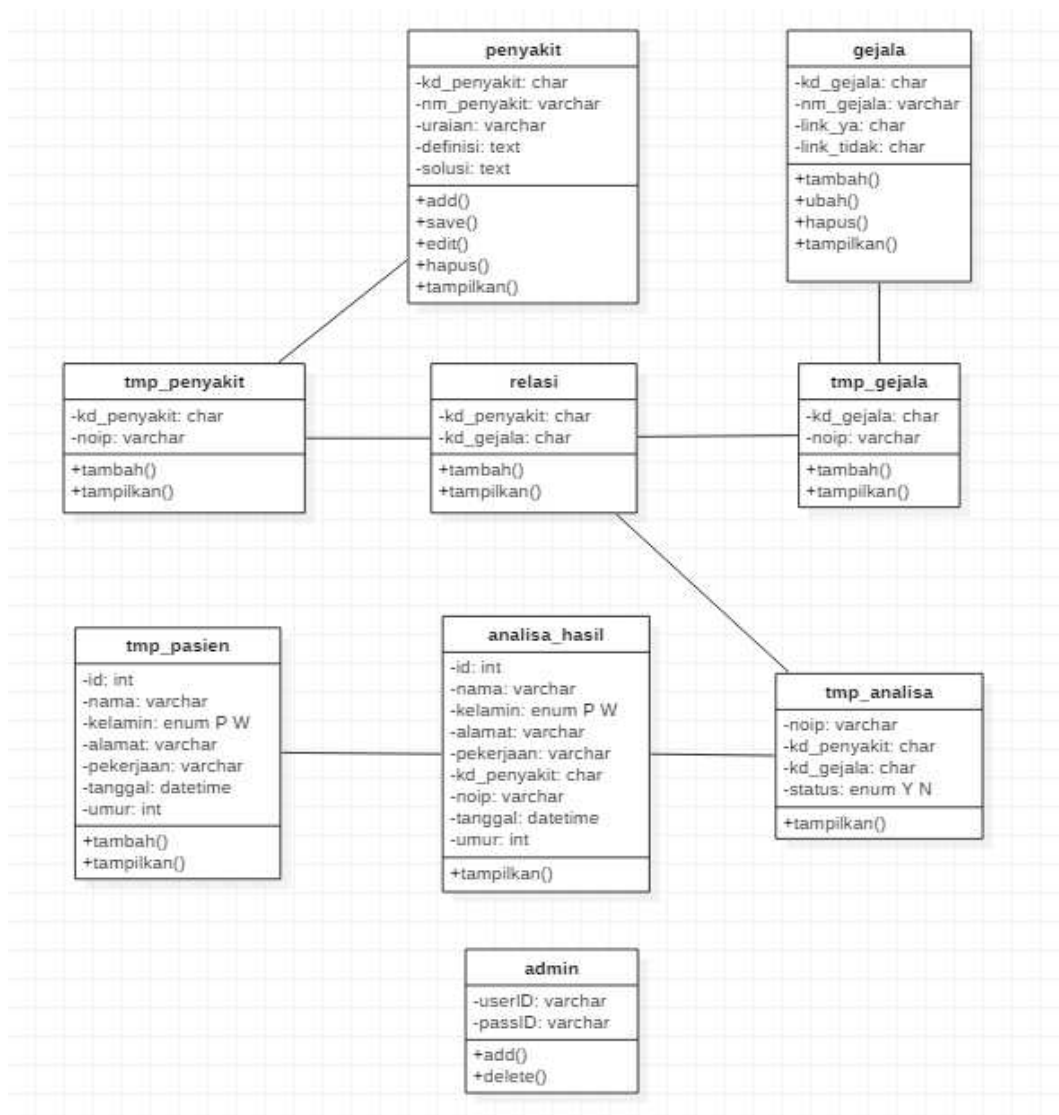 penyakit
-kd_penyakit: char
-nm_penyakit: varchar
-uraian: varchar
-definisi: text
-solusi: text
+add()
+save()
+edit()
+hapus()
+tampilkan()
gejala
-kd_gejala: char
-nm_gejala: varchar
-link_ya: char
-link_tidak: char
+tambah()
+ubah()
+hapus()
+tampilkan()
tmp_penyakit
-kd_penyakit: char
-noip: varchar
+tambah()
+tampilkan()
relasi
-kd_penyakit: char
-kd_gejala: char
+tambah()
+tampilkan()
tmp_gejala
-kd_gejala: char
-noip: varchar
+tambah()
+tampilkan()
tmp_pasien
-id: int
-nama: varchar
-kelamin: enum P W
-alamat: varchar
-pekerjaan: varchar
-tanggal: datetime
-umur: int
+tambah()
+tampilkan()
analisa_hasil
-id: int
-nama: varchar
-kelamin: enum P W
-alamat: varchar
-pekerjaan: varchar
-kd_penyakit: char
-noip: varchar
-tanggal: datetime
-umur: int
+tampilkan()
tmp_analisa
-noip: varchar
-kd_penyakit: char
-kd_gejala: char
-status: enum Y N
+tampilkan()
admin
-userID: varchar
-passID: varchar
+add()
+delete()